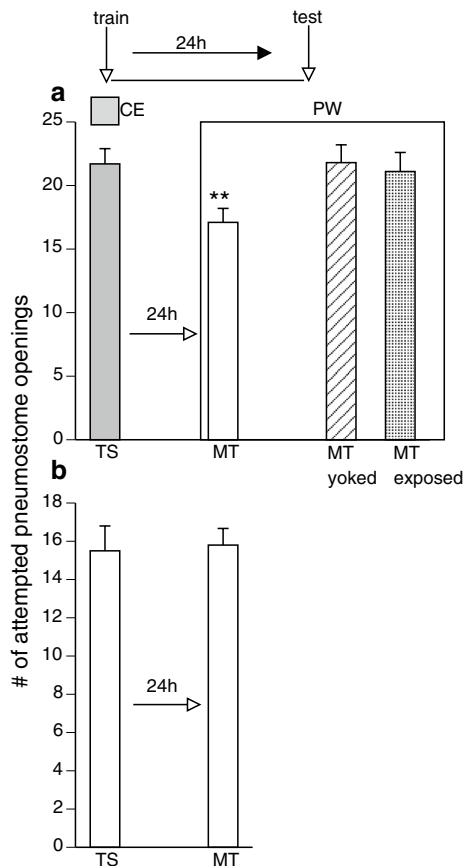 train test
24h
a
CE PW
25
20
15
10
5
0
**
24h
TS MT MT MT
yoked exposed
# of attempted pneumostome openings
b
18
16
14
12
10
8
6
4
2
0
24h
TS MT